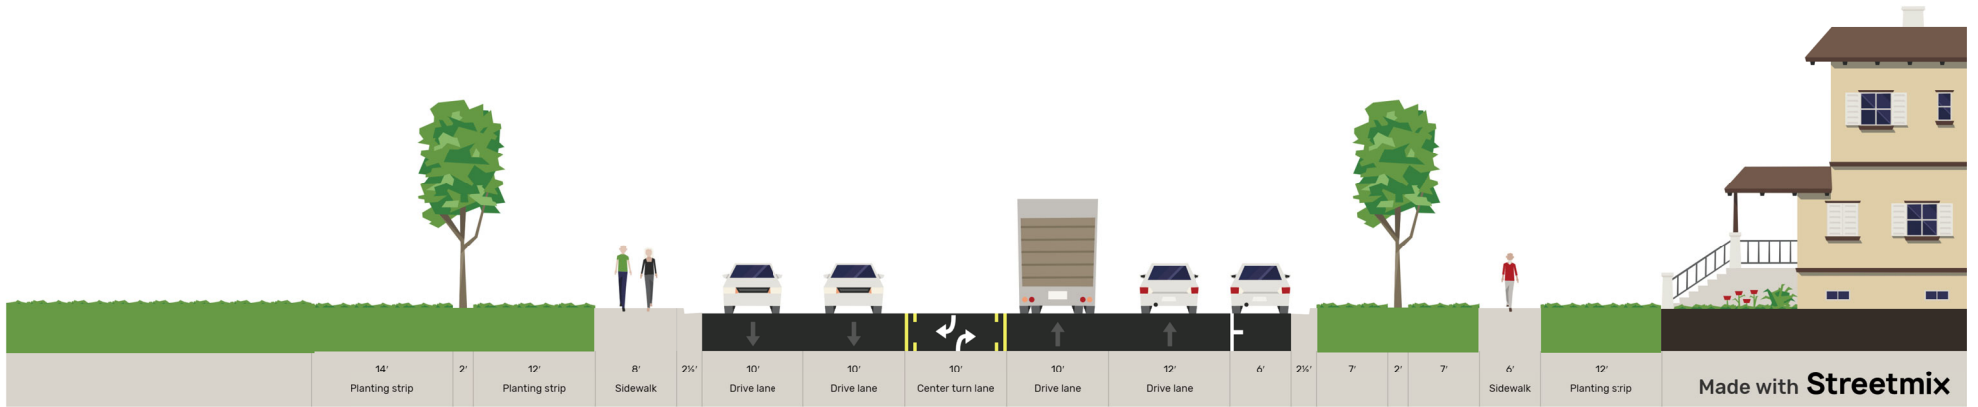 14'
Planting strip
2'
12'
Planting strip
8'
Sidewalk
2½'
10'
Drive lane
10'
Drive lane
10'
Center turn lane
10'
Drive lane
12'
Drive lane
6'
2½'
7'
2'
7'
6'
Sidewalk
12'
Planting strip
Made with Streetmix